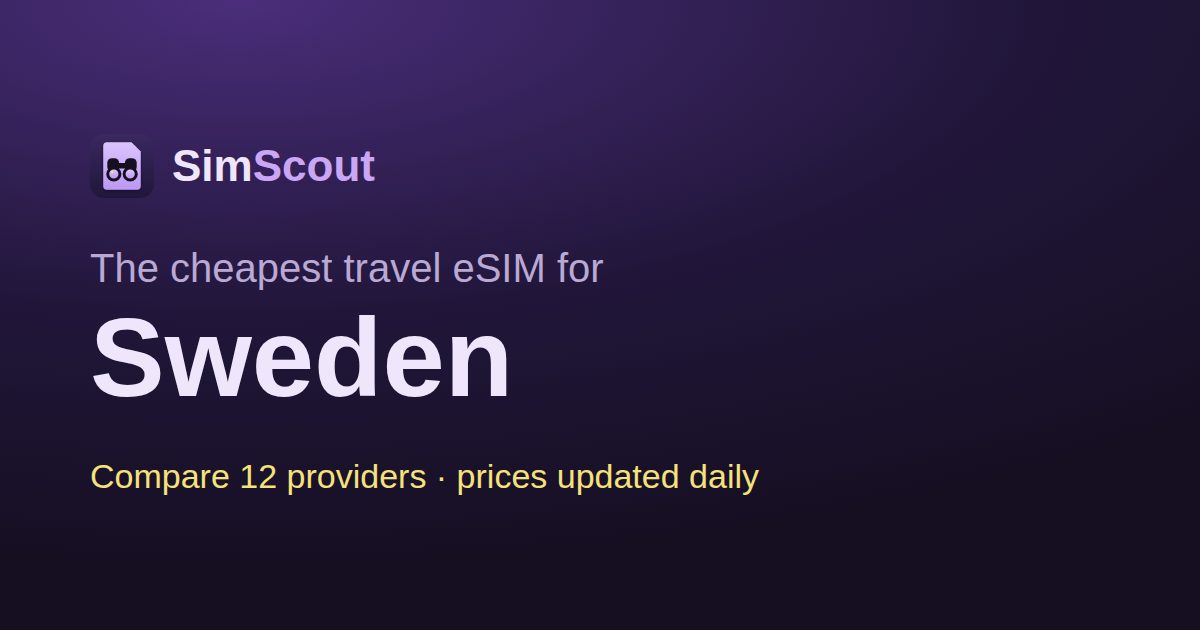 SimScout
The cheapest travel eSIM for
Sweden
Compare 12 providers · prices updated daily